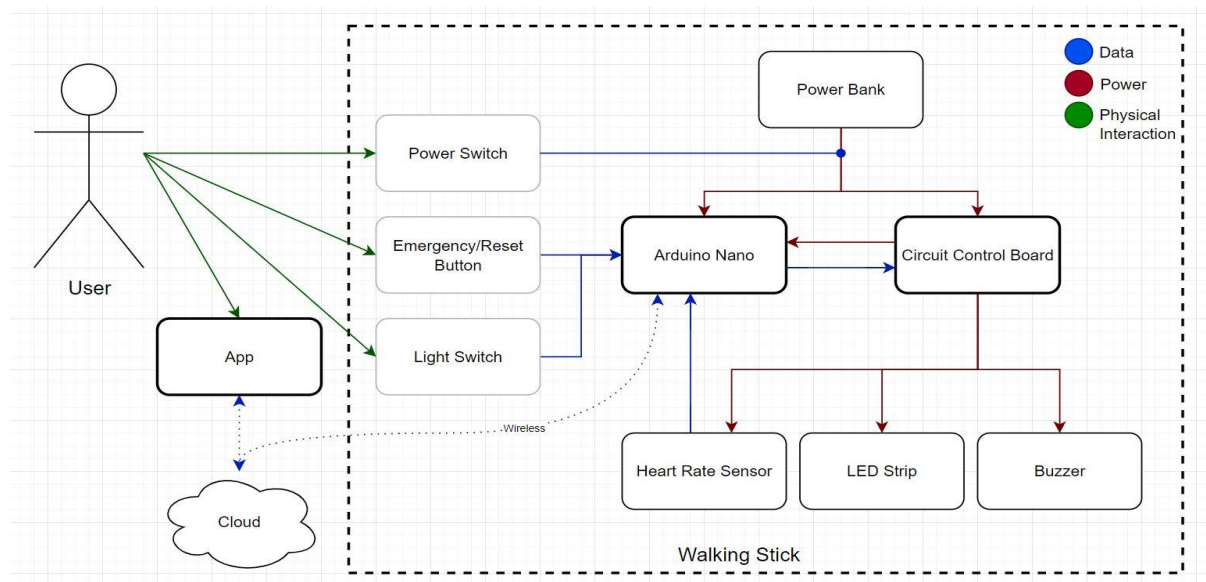 Data
Power
Physical
Interaction
Power Bank
Power Switch
Emergency/Reset
Button
Arduino Nano
Circuit Control Board
User
App
Light Switch
Wireless
Heart Rate Sensor
LED Strip
Buzzer
Cloud
Walking Stick